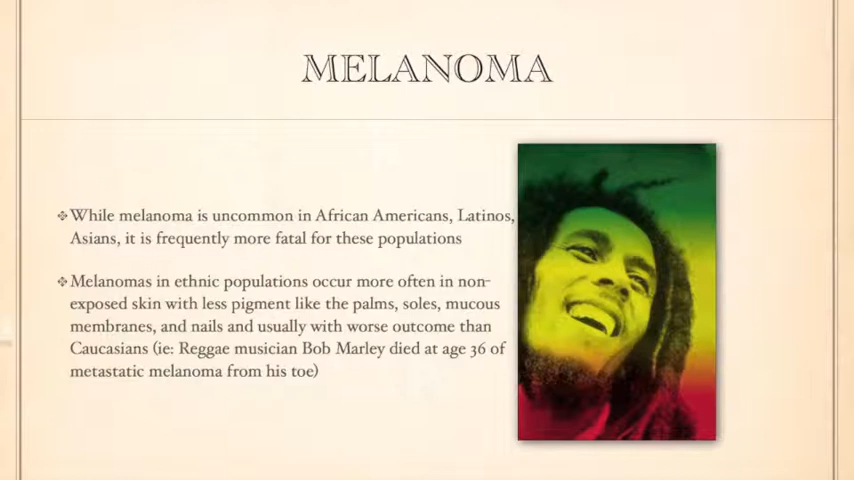 MELANOMA
While melanoma is uncommon in African Americans, Latinos,
Asians, it is frequently more fatal for these populations
Melanomas in ethnic populations occur more often in non-
exposed skin with less pigment like the palms, soles, mucous
membranes, and nails and usually with worse outcome than
Caucasians (ie: Reggae musician Bob Marley died at age 36 of
metastatic melanoma from his toe)